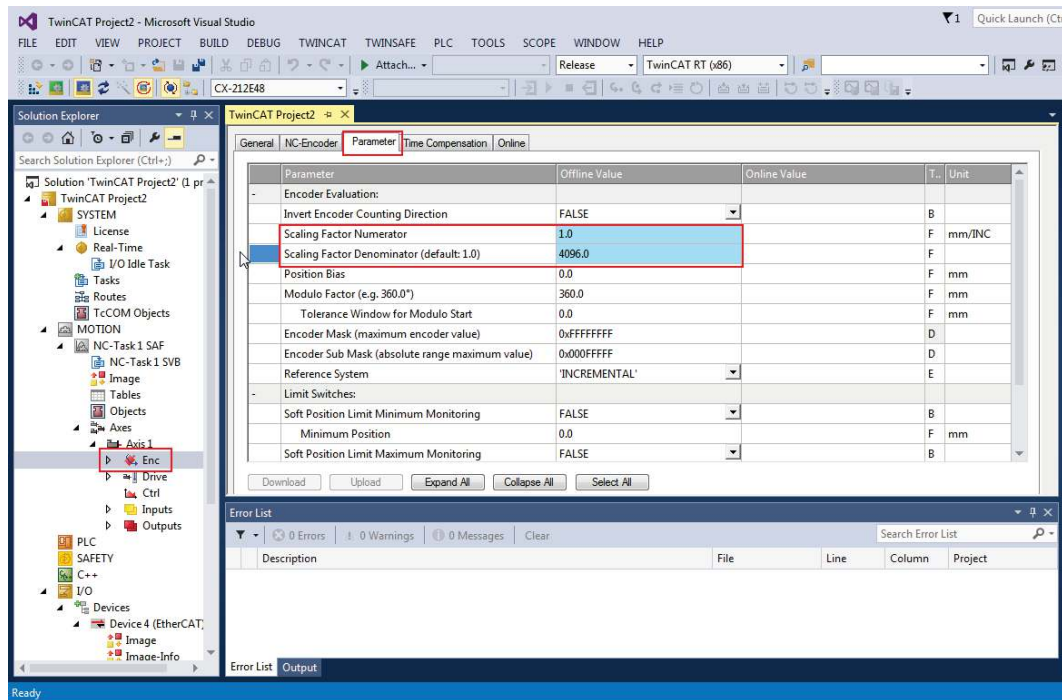 TwinCAT Project2 - Microsoft Visual Studio
1
Quick Launch (Ct
FILE EDIT VIEW PROJECT BUILD DEBUG TWINCAT TWINSAFE PLC TOOLS SCOPE WINDOW HELP
Attach...
Release
TwinCAT RT (x86)
CX-212E48
Solution Explorer
Search Solution Explorer (Ctrl+;)
Solution 'TwinCAT Project2' (1 pr
TwinCAT Project2
SYSTEM
License
Real-Time
I/O Idle Task
Tasks
Routes
TcCOM Objects
MOTION
NC-Task 1 SAF
NC-Task 1 SVB
Image
Tables
Objects
Axes
Axis 1
Enc
Drive
Ctrl
Inputs
Outputs
PLC
SAFETY
C++
I/O
Devices
Device 4 (EtherCAT)
Image
Image-Info
TwinCAT Project2
General NC-Encoder Parameter Time Compensation Online
Parameter Offline Value Online Value T.. Unit
- Encoder Evaluation:
Invert Encoder Counting Direction FALSE B
Scaling Factor Numerator 1.0 F mm/INC
Scaling Factor Denominator (default: 1.0) 4096.0 F
Position Bias 0.0 F mm
Modulo Factor (e.g. 360.0°) 360.0 F mm
Tolerance Window for Modulo Start 0.0 F mm
Encoder Mask (maximum encoder value) 0xFFFFFFFF D
Encoder Sub Mask (absolute range maximum value) 0x000FFFFF D
Reference System 'INCREMENTAL' E
- Limit Switches:
Soft Position Limit Minimum Monitoring FALSE B
Minimum Position 0.0 F mm
Soft Position Limit Maximum Monitoring FALSE B
Download Upload Expand All Collapse All Select All
Error List
0 Errors 0 Warnings 0 Messages Clear
Search Error List
Description File Line Column Project
Error List Output
Ready